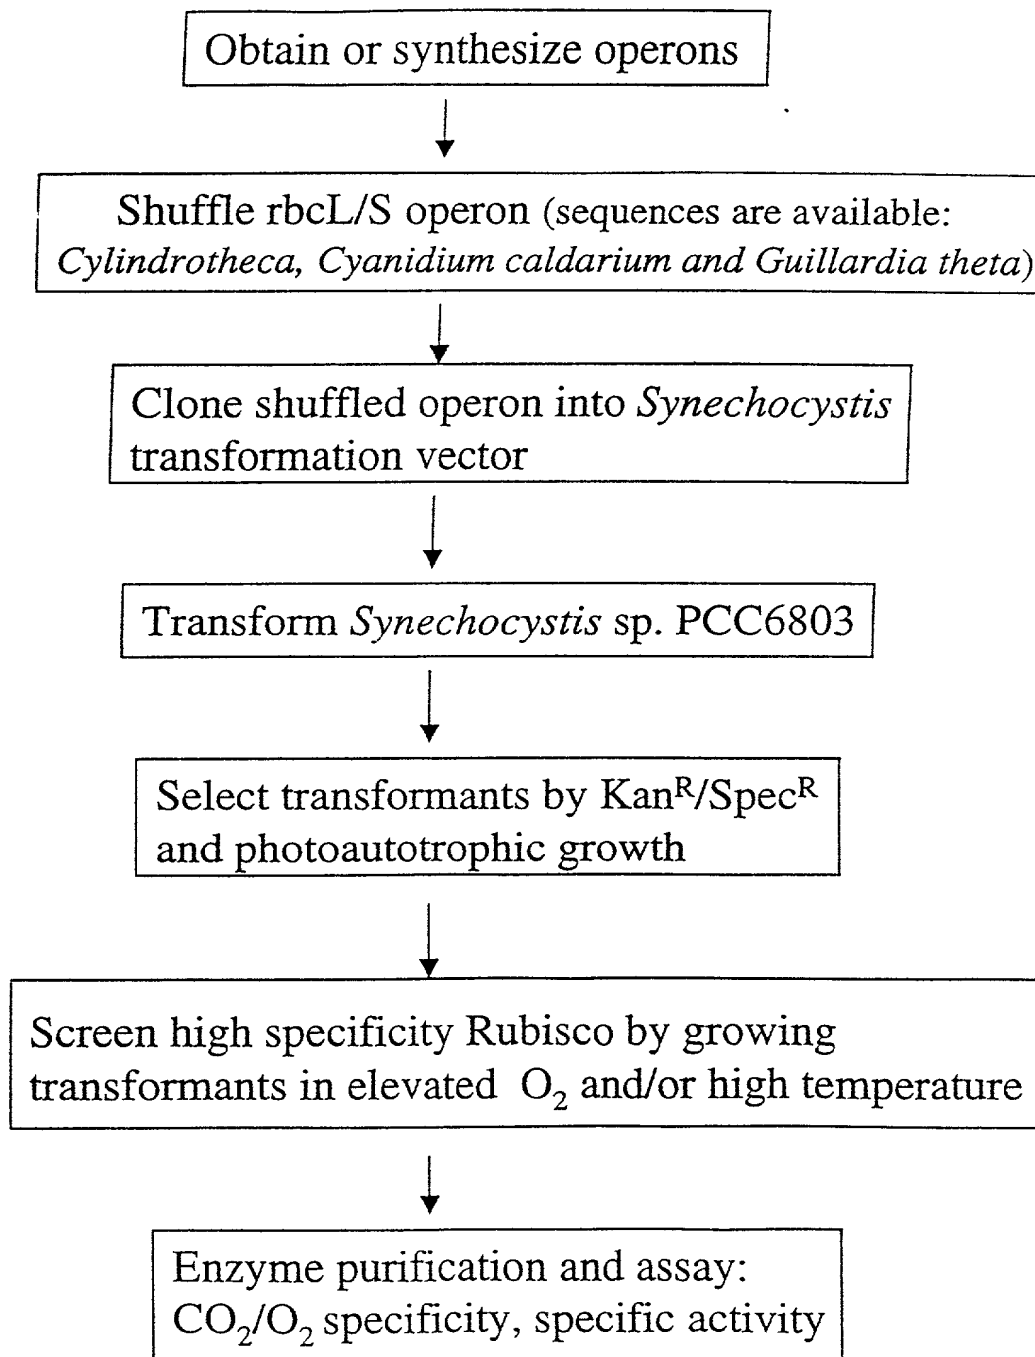 Obtain or synthesize operons
Shuffle rbcL/S operon (sequences are available:
Cylindrotheca, Cyanidium caldarium and Guillardia theta)
Clone shuffled operon into Synechocystis
transformation vector
Transform Synechocystis sp. PCC6803
Select transformants by Kanᴿ/Specᴿ
and photoautotrophic growth
Screen high specificity Rubisco by growing
transformants in elevated O₂ and/or high temperature
Enzyme purification and assay:
CO₂/O₂ specificity, specific activity